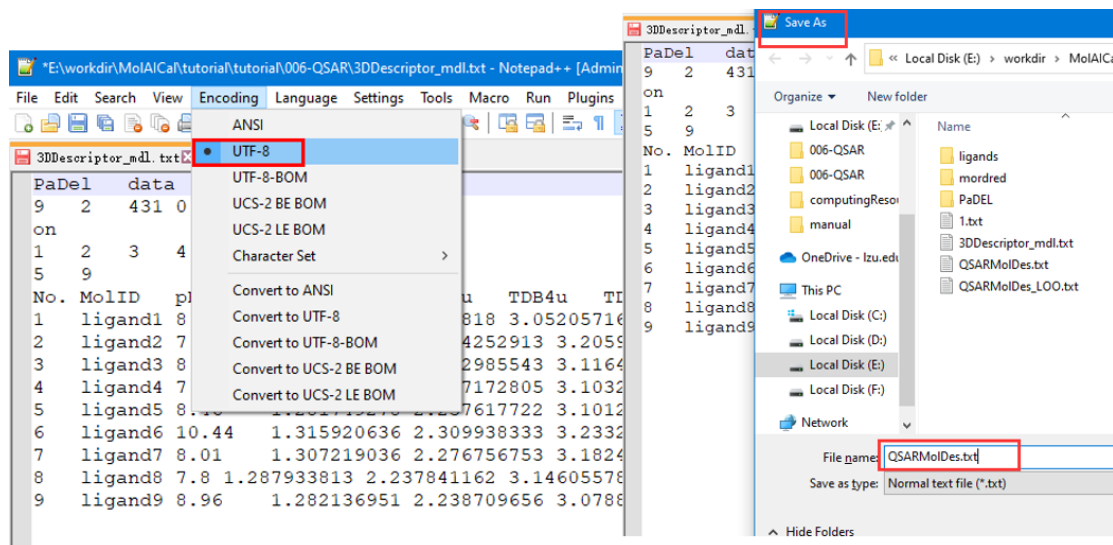 *E:\workdir\MolAICal\tutorial\tutorial\006-QSAR\3DDescriptor_mdl.txt - Notepad++ [Admin
File Edit Search View Encoding Language Settings Tools Macro Run Plugins
ANSI
UTF-8
UTF-8-BOM
UCS-2 BE BOM
UCS-2 LE BOM
Character Set
Convert to ANSI
Convert to UTF-8
Convert to UTF-8-BOM
Convert to UCS-2 BE BOM
Convert to UCS-2 LE BOM
3DDescriptor_mdl.txt
PaDel data
9 2 431 0
on
1 2 3 4
5 9
No. MolID TDB4u
1 ligand1 8 818 3.05205716
2 ligand2 7 4252913 3.2059
3 ligand3 8 2985543 3.1164
4 ligand4 7 7172805 3.1032
5 ligand5 3.1012
6 ligand6 10.44 1.315920636 2.309938333 3.2332
7 ligand7 8.01 1.307219036 2.276756753 3.1824
8 ligand8 7.8 1.287933813 2.237841162 3.14605578
9 ligand9 8.96 1.282136951 2.238709656 3.0788
3DDescriptor_mdl.
PaDel dat
9 2 431
on
1 2 3
5 9
No. MolID
1 ligand1
2 ligand2
3 ligand3
4 ligand4
5 ligand5
6 ligand6
7 ligand7
8 ligand8
9 ligand9
Save As
« Local Disk (E:) > workdir > MolAICa
Organize New folder
Local Disk (E:
006-QSAR
006-QSAR
computingResou
manual
OneDrive - lzu.edu
This PC
Local Disk (C:)
Local Disk (D:)
Local Disk (E:)
Local Disk (F:)
Network
Name
ligands
mordred
PaDEL
1.txt
3DDescriptor_mdl.txt
QSARMolDes.txt
QSARMolDes_LOO.txt
File name: QSARMolDes.txt
Save as type: Normal text file (*.txt)
Hide Folders